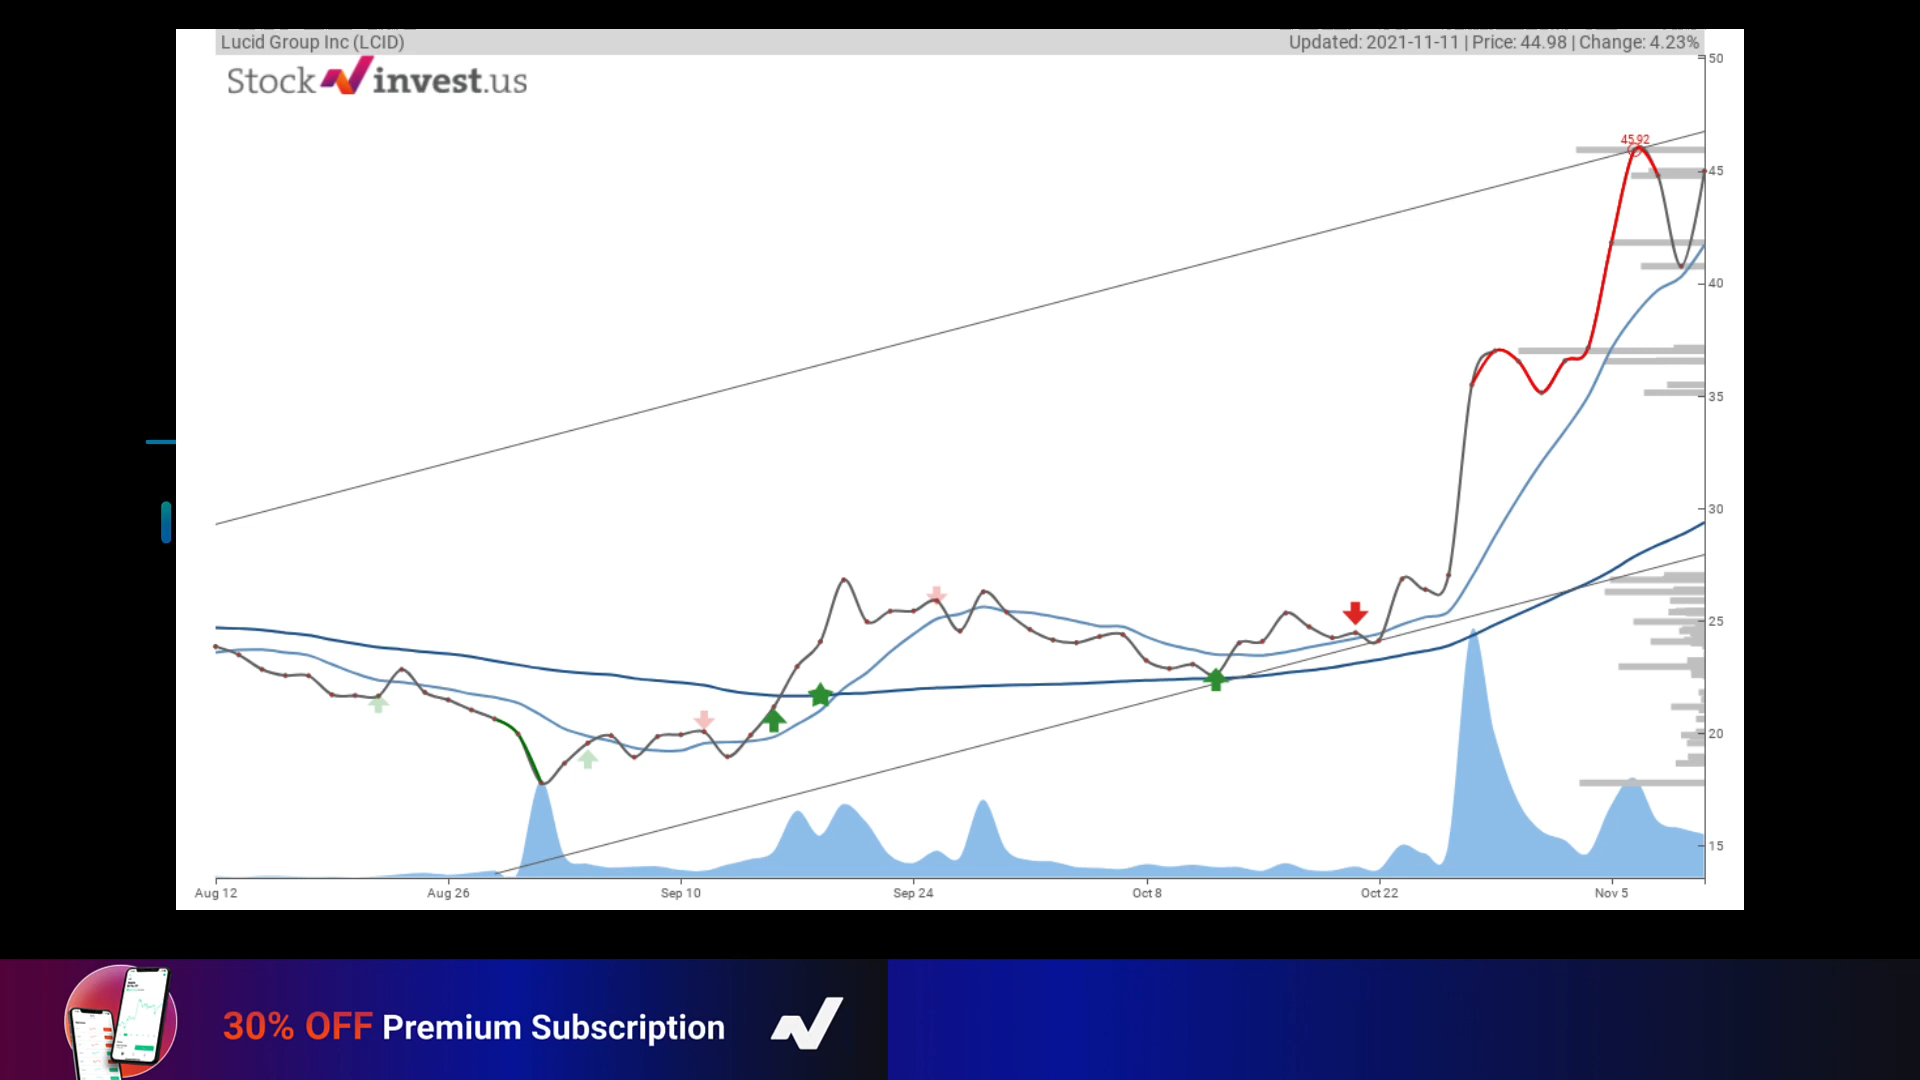 Lucid Group Inc (LCID)
Updated: 2021-11-11 | Price: 44.98 | Change: 4.23%
Stock invest.us
50
45.92
45
40
35
30
25
20
15
Aug 12 Aug 26 Sep 10 Sep 24 Oct 8 Oct 22 Nov 5
30% OFF Premium Subscription